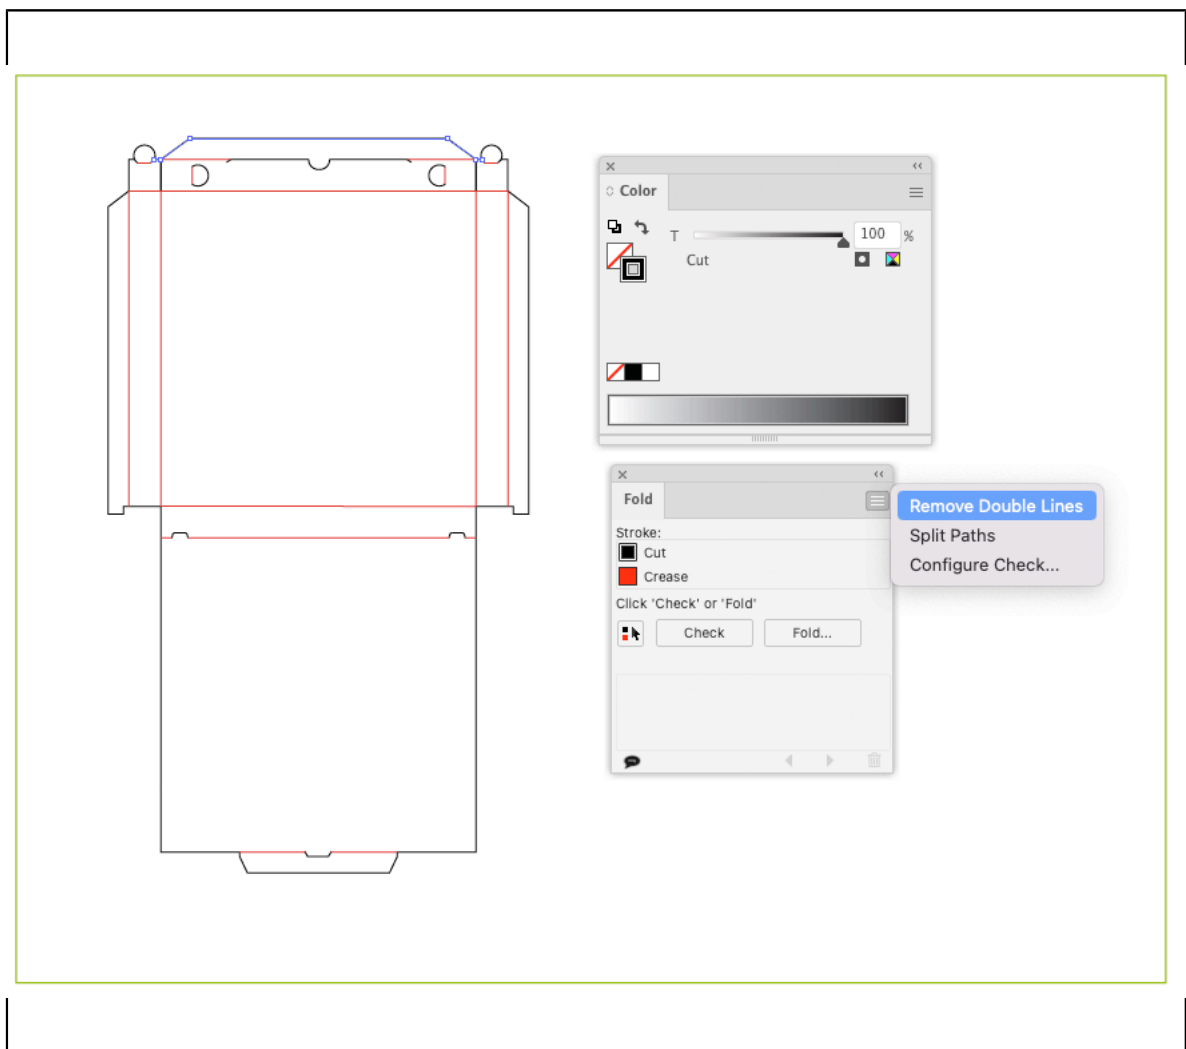 Color
T
100 %
Cut
Fold
Stroke:
Cut
Crease
Click 'Check' or 'Fold'
Check
Fold...
Remove Double Lines
Split Paths
Configure Check...